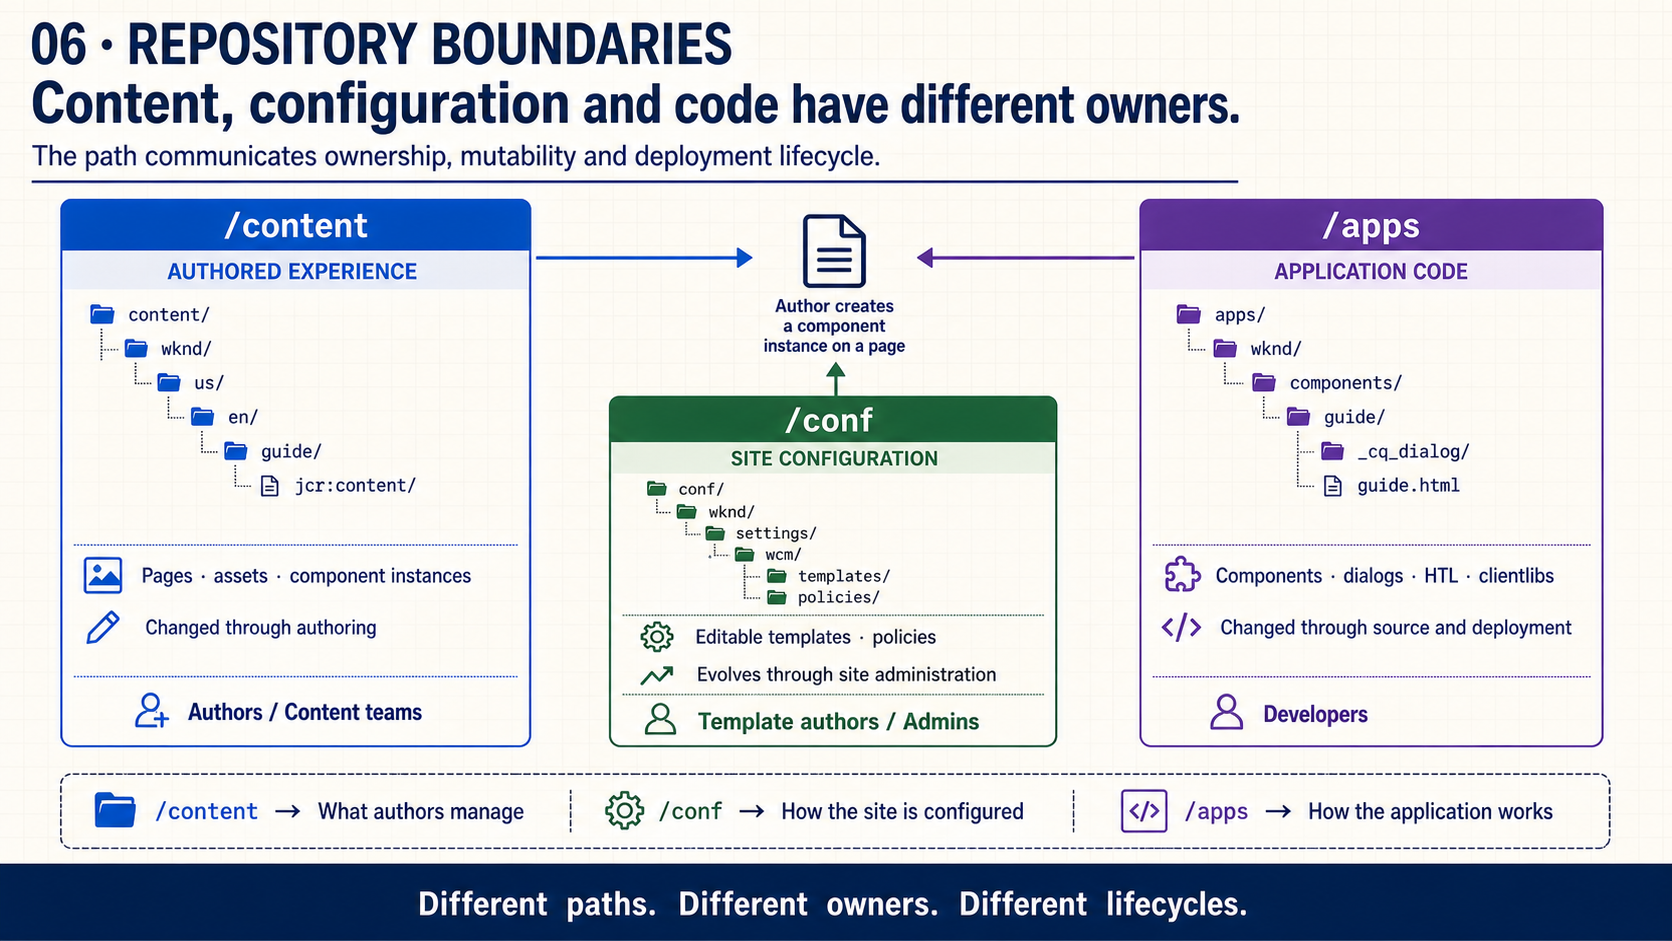 06 · REPOSITORY BOUNDARIES
Content, configuration and code have different owners.
The path communicates ownership, mutability and deployment lifecycle.
/content
AUTHORED EXPERIENCE
content/
wknd/
us/
en/
guide/
jcr:content/
Pages · assets · component instances
Changed through authoring
Authors / Content teams
Author creates
a component
instance on a page
/conf
SITE CONFIGURATION
conf/
wknd/
settings/
wcm/
templates/
policies/
Editable templates · policies
Evolves through site administration
Template authors / Admins
/apps
APPLICATION CODE
apps/
wknd/
components/
guide/
_cq_dialog/
guide.html
Components · dialogs · HTL · clientlibs
</> Changed through source and deployment
Developers
/content → What authors manage
/conf → How the site is configured
</> /apps → How the application works
Different paths. Different owners. Different lifecycles.